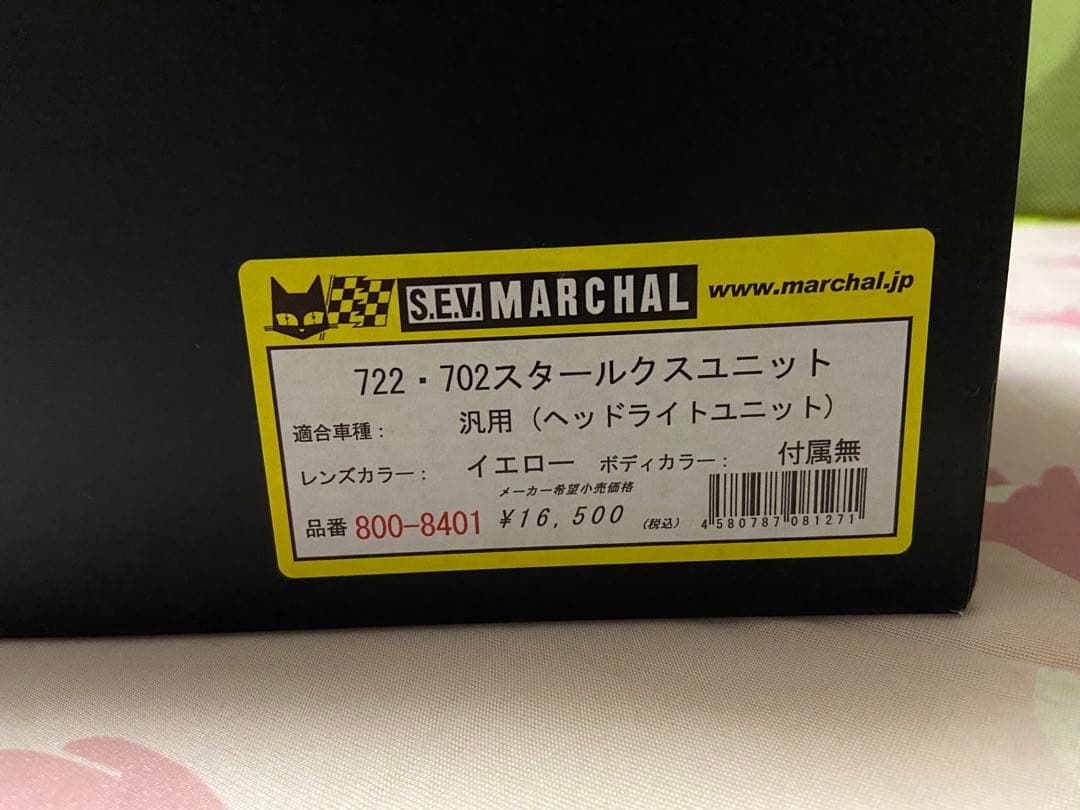 S.E.V. MARCHAL www.marchal.jp
722・702スタールクスユニット
適合車種: 汎用(ヘッドライトユニット)
レンズカラー: イエロー ボディカラー: 付属無
メーカー希望小売価格
品番 800-8401 ¥16,500 (税込) 4 580787 081271